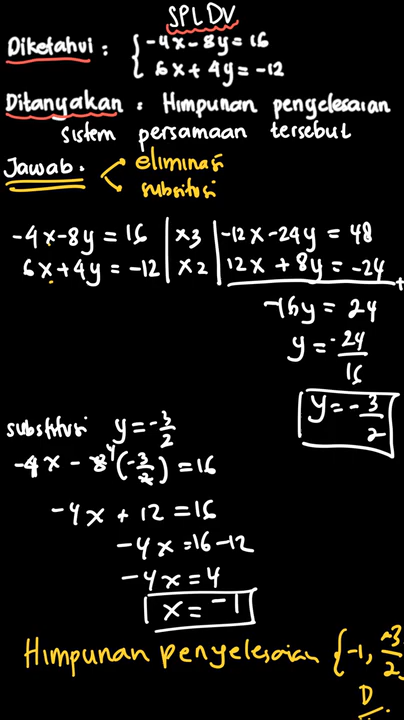 SPLDV
Diketahui : { -4x - 8y = 16
6x + 4y = -12
Ditanyakan : Himpunan pengelesaian
sistem persamaan tersebut
Jawab : eliminasi
subsitusi
-4x - 8y = 16 | x3 | -12x - 24y = 48
6x + 4y = -12 | x2 | 12x + 8y = -24 +
-16y = 24
y = -24/16
y = -3/2
substitusi y = -3/2
-4x - 8 4 (-3/2) = 16
-4x + 12 = 16
-4x = 16 - 12
-4x = 4
x = -1
Himpunan penyelesaian { -1, -3/2
D